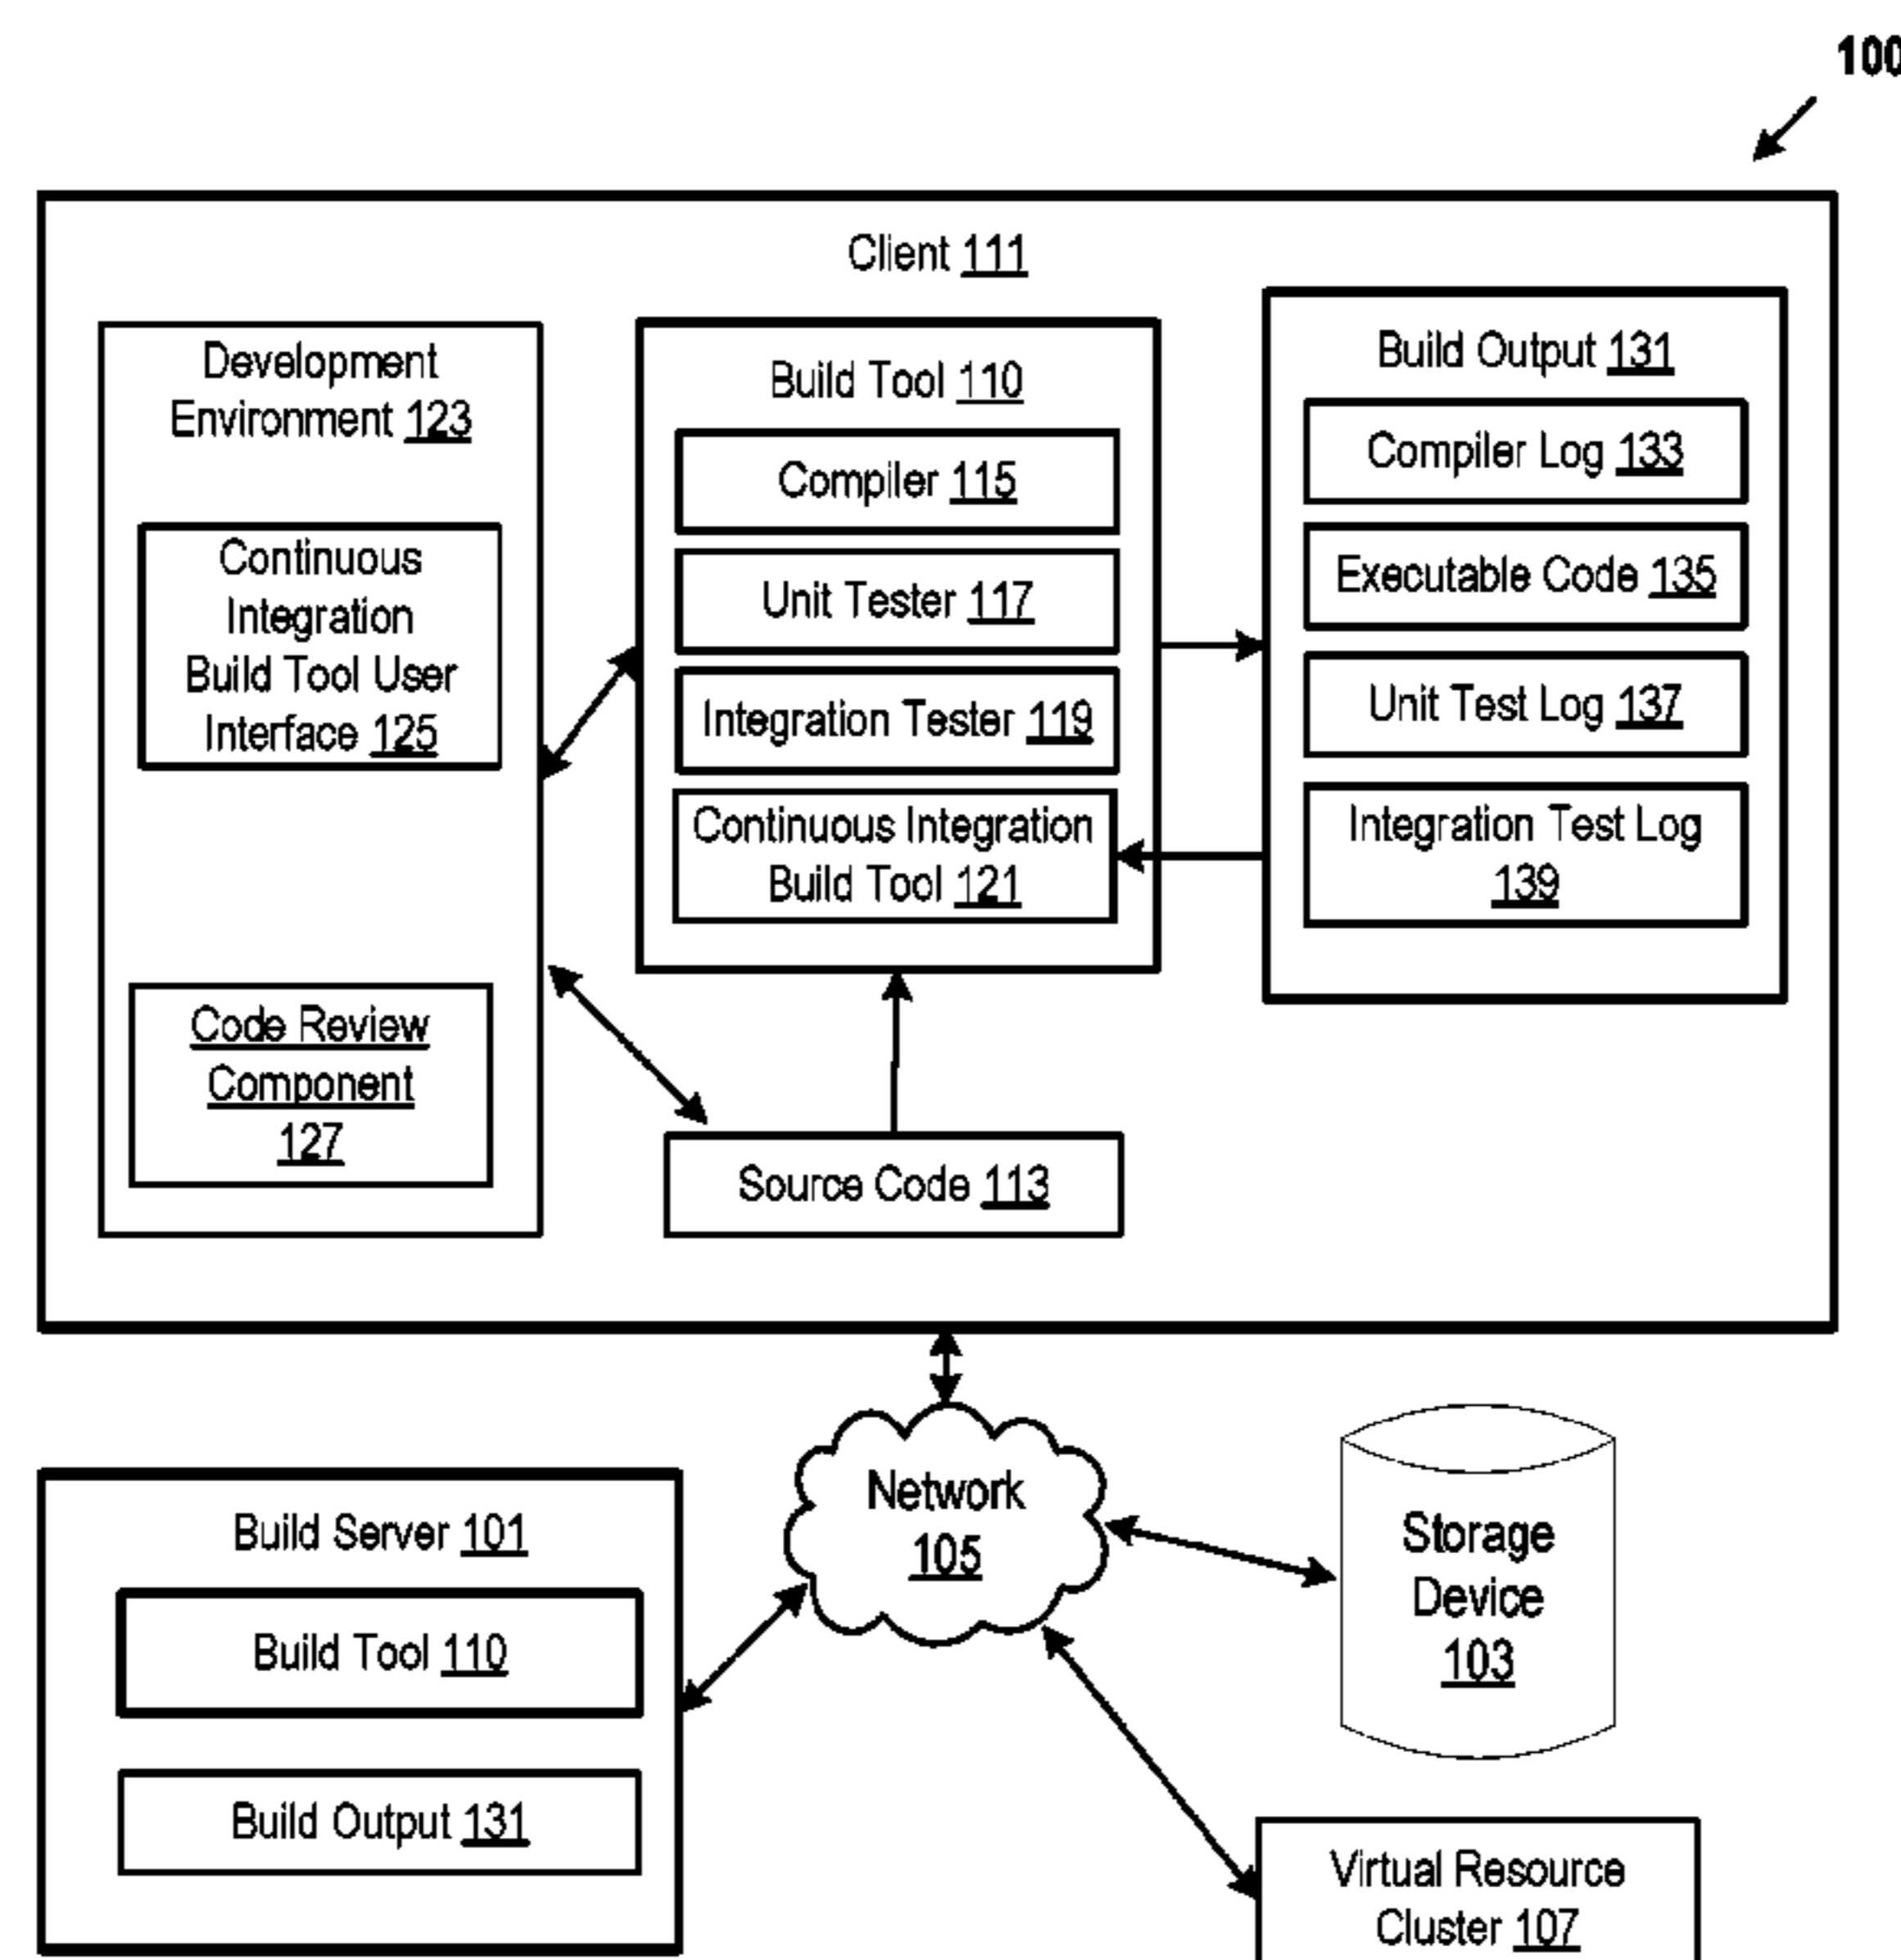 100
Client 111
Development
Environment 123
Continuous
Integration
Build Tool User
Interface 125
Code Review
Component
127
Build Tool 110
Compiler 115
Unit Tester 117
Integration Tester 119
Continuous Integration
Build Tool 121
Source Code 113
Build Output 131
Compiler Log 133
Executable Code 135
Unit Test Log 137
Integration Test Log
139
Network
105
Build Server 101
Build Tool 110
Build Output 131
Storage
Device
103
Virtual Resource
Cluster 107